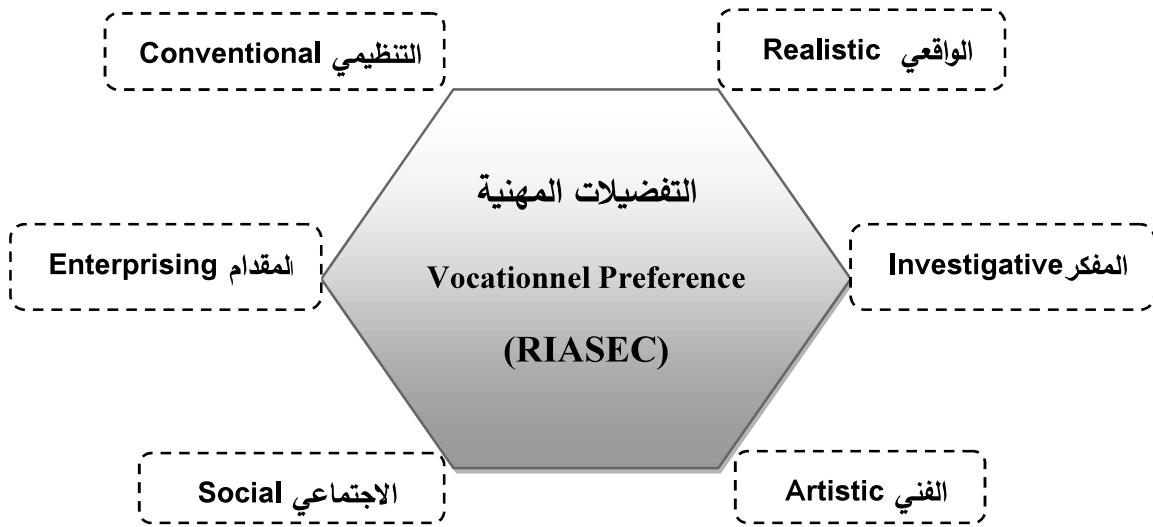 Conventional التنظيمي
Realistic الواقعي
التفضيلات المهنية
Enterprising المقدام
Vocationnel Preference
Investigative المفكر
(RIASEC)
Social الاجتماعي
Artistic الفني